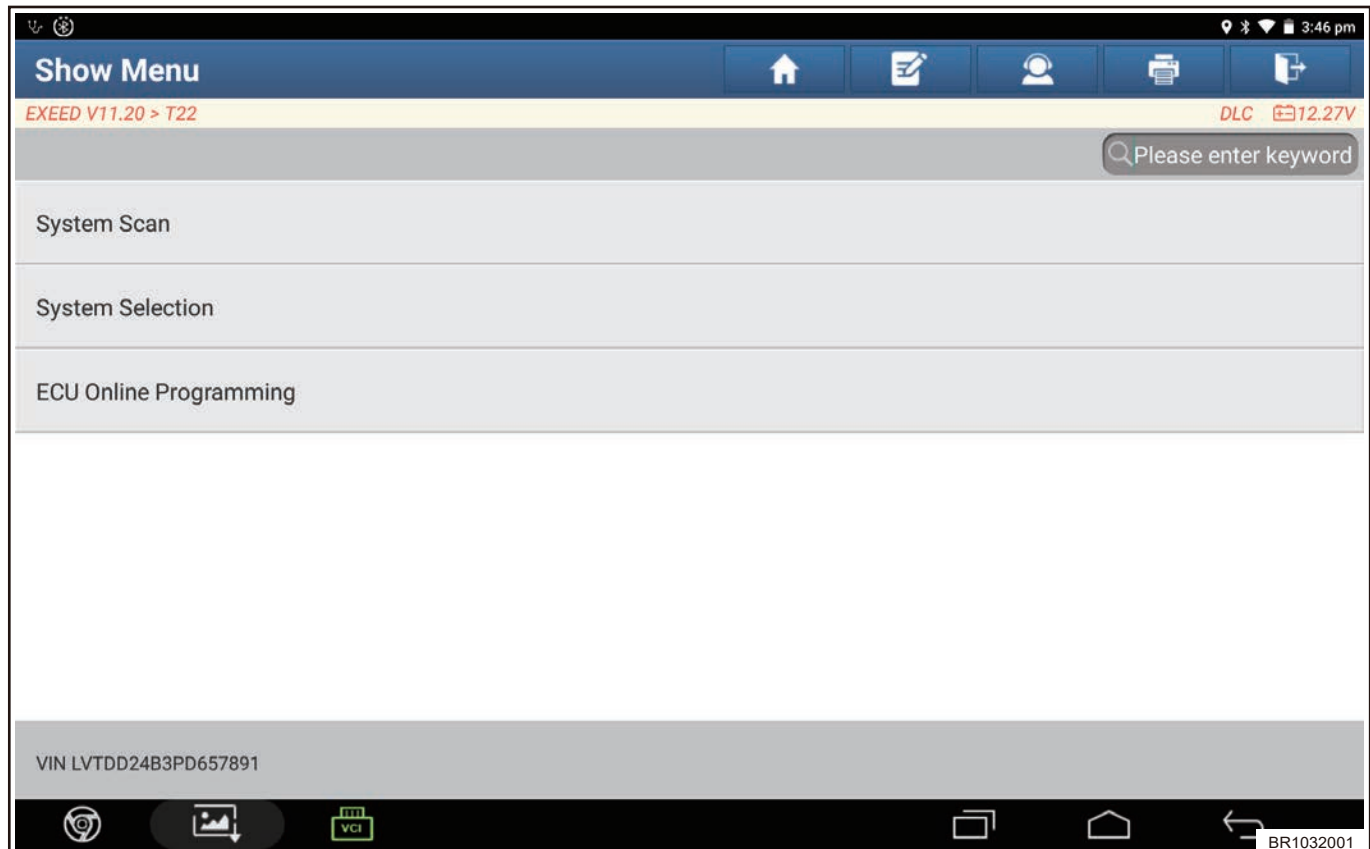 3:46 pm
Show Menu
EXEED V11.20 > T22
DLC 12.27V
Please enter keyword
System Scan
System Selection
ECU Online Programming
VIN LVTDD24B3PD657891
VCI
BR1032001